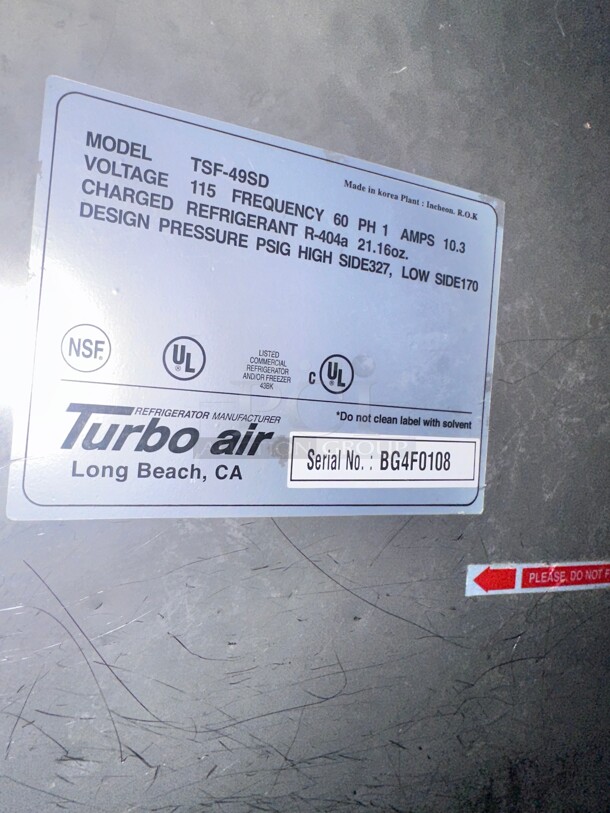 MODEL TSF-49SD
Made in korea Plant : Incheon. R.O.K
VOLTAGE 115 FREQUENCY 60 PH 1 AMPS 10.3
CHARGED REFRIGERANT R-404a 21.16oz.
DESIGN PRESSURE PSIG HIGH SIDE327, LOW SIDE170
NSF®
UL®
LISTED
COMMERCIAL
REFRIGERATOR
AND/OR FREEZER
43BK
C UL®
REFRIGERATOR MANUFACTURER
*Do not clean label with solvent
Turbo air
Long Beach, CA
Serial No. : BG4F0108
PLEASE, DO NOT F